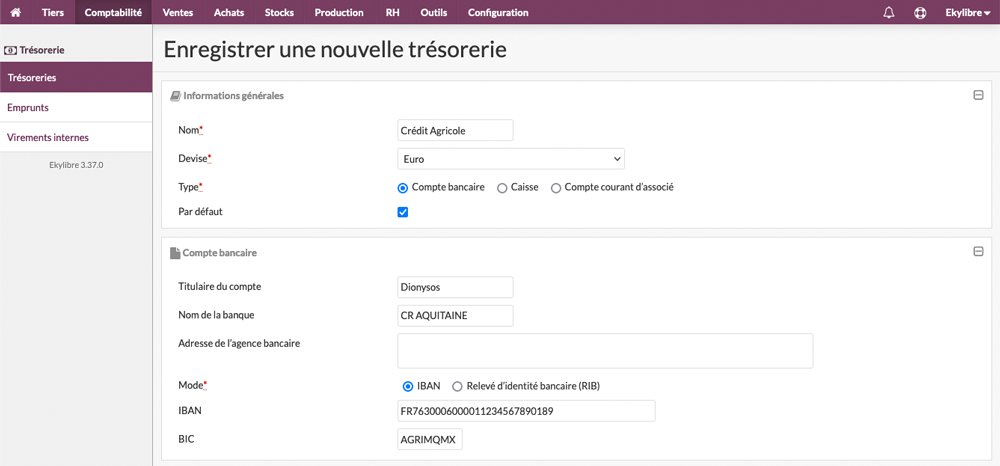 Tiers Comptabilité Ventes Achats Stocks Production RH Outils Configuration Ekylibre
Trésorerie
Trésoreries
Emprunts
Virements internes
Ekylibre 3.37.0
Enregistrer une nouvelle trésorerie
Informations générales
Nom* Crédit Agricole
Devise* Euro
Type* Compte bancaire Caisse Compte courant d'associé
Par défaut
Compte bancaire
Titulaire du compte Dionysos
Nom de la banque CR AQUITAINE
Adresse de l'agence bancaire
Mode* IBAN Relevé d'identité bancaire (RIB)
IBAN FR7630006000011234567890189
BIC AGRIMQMX